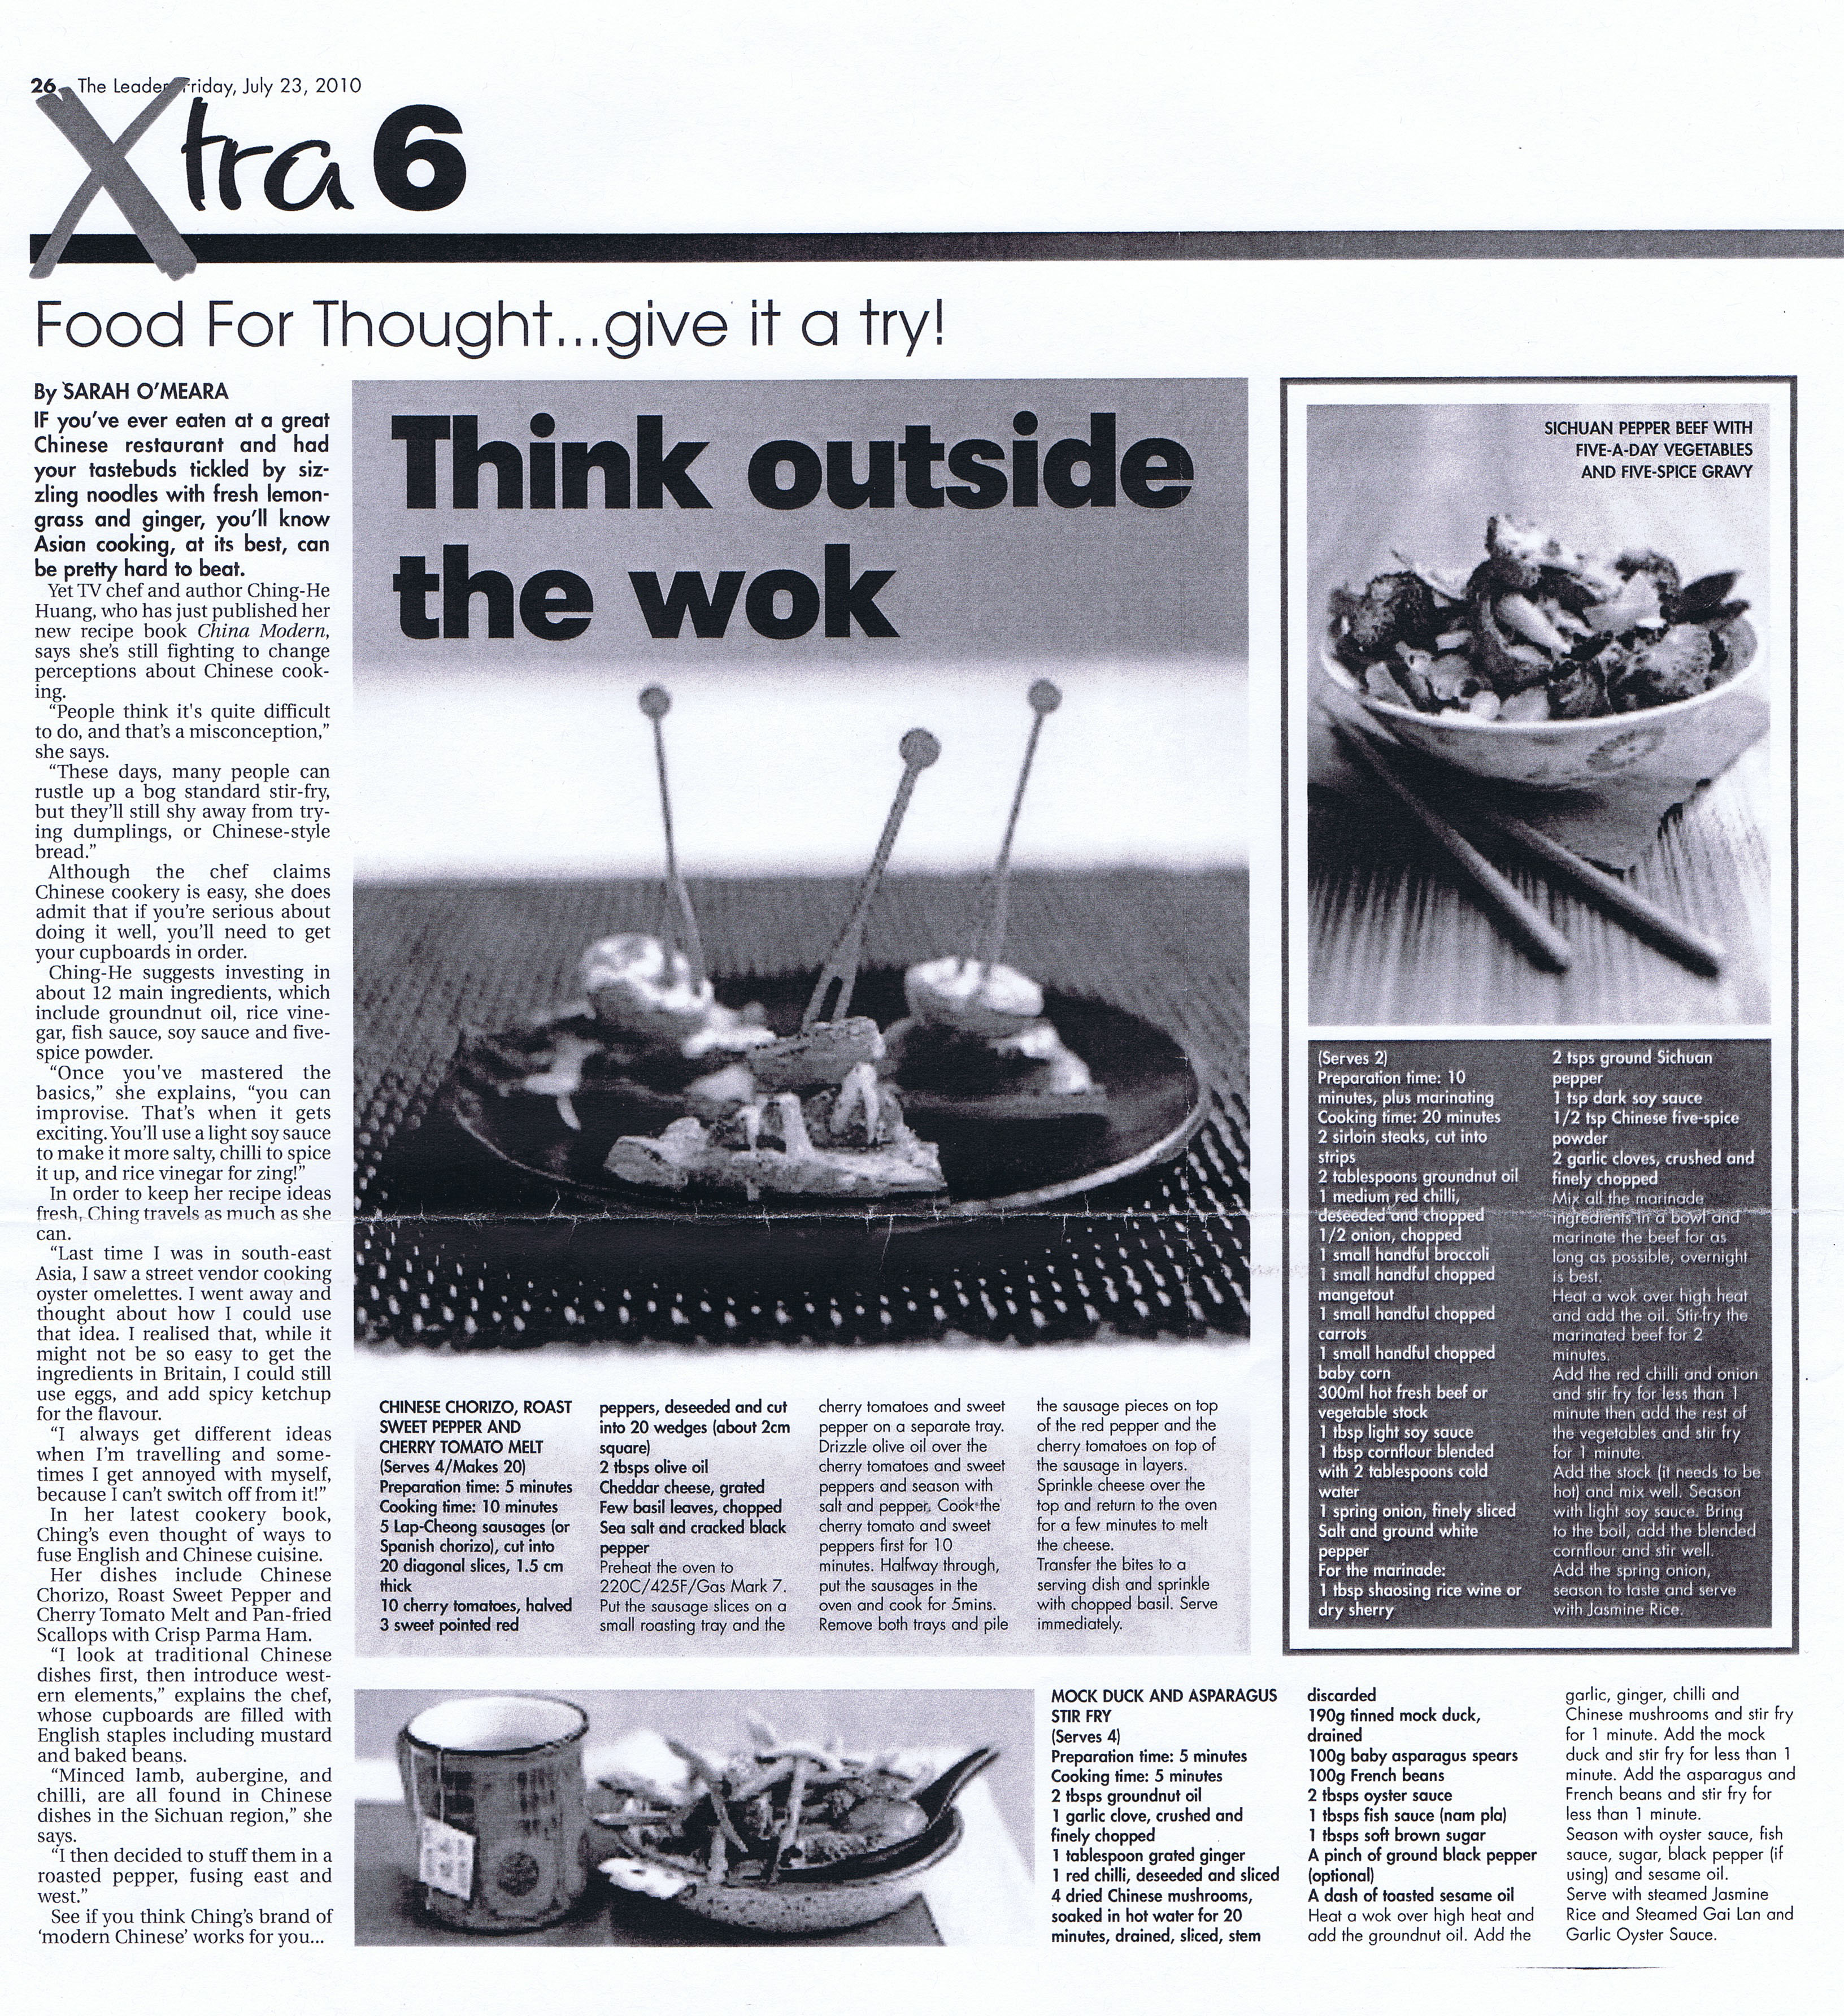 26 The Leader Friday, July 23, 2010
Xtra 6
Food For Thought...give it a try!
By SARAH O'MEARA
IF you've ever eaten at a great
Chinese restaurant and had
your tastebuds tickled by siz-
zling noodles with fresh lemon-
grass and ginger, you'll know
Asian cooking, at its best, can
be pretty hard to beat.
Yet TV chef and author Ching-He
Huang, who has just published her
new recipe book China Modern,
says she's still fighting to change
perceptions about Chinese cook-
ing.
"People think it's quite difficult
to do, and that's a misconception,"
she says.
"These days, many people can
rustle up a bog standard stir-fry,
but they'll still shy away from try-
ing dumplings, or Chinese-style
bread."
Although the chef claims
Chinese cookery is easy, she does
admit that if you're serious about
doing it well, you'll need to get
your cupboards in order.
Ching-He suggests investing in
about 12 main ingredients, which
include groundnut oil, rice vine-
gar, fish sauce, soy sauce and five-
spice powder.
"Once you've mastered the
basics," she explains, "you can
improvise. That's when it gets
exciting. You'll use a light soy sauce
to make it more salty, chilli to spice
it up, and rice vinegar for zing!"
In order to keep her recipe ideas
fresh, Ching travels as much as she
can.
"Last time I was in south-east
Asia, I saw a street vendor cooking
oyster omelettes. I went away and
thought about how I could use
that idea. I realised that, while it
might not be so easy to get the
ingredients in Britain, I could still
use eggs, and add spicy ketchup
for the flavour.
"I always get different ideas
when I'm travelling and some-
times I get annoyed with myself,
because I can't switch off from it!"
In her latest cookery book,
Ching's even thought of ways to
fuse English and Chinese cuisine.
Her dishes include Chinese
Chorizo, Roast Sweet Pepper and
Cherry Tomato Melt and Pan-fried
Scallops with Crisp Parma Ham.
"I look at traditional Chinese
dishes first, then introduce west-
ern elements," explains the chef,
whose cupboards are filled with
English staples including mustard
and baked beans.
"Minced lamb, aubergine, and
chilli, are all found in Chinese
dishes in the Sichuan region," she
says.
"I then decided to stuff them in a
roasted pepper, fusing east and
west."
See if you think Ching's brand of
'modern Chinese' works for you...
Think outside
the wok
CHINESE CHORIZO, ROAST
SWEET PEPPER AND
CHERRY TOMATO MELT
(Serves 4/Makes 20)
Preparation time: 5 minutes
Cooking time: 10 minutes
5 Lap-Cheong sausages (or
Spanish chorizo), cut into
20 diagonal slices, 1.5 cm
thick
10 cherry tomatoes, halved
3 sweet pointed red
peppers, deseeded and cut
into 20 wedges (about 2cm
square)
2 tbsps olive oil
Cheddar cheese, grated
Few basil leaves, chopped
Sea salt and cracked black
pepper
Preheat the oven to
220C/425F/Gas Mark 7.
Put the sausage slices on a
small roasting tray and the
cherry tomatoes and sweet
pepper on a separate tray.
Drizzle olive oil over the
cherry tomatoes and sweet
peppers and season with
salt and pepper. Cook the
cherry tomato and sweet
peppers first for 10
minutes. Halfway through,
put the sausages in the
oven and cook for 5mins.
Remove both trays and pile
the sausage pieces on top
of the red pepper and the
cherry tomatoes on top of
the sausage in layers.
Sprinkle cheese over the
top and return to the oven
for a few minutes to melt
the cheese.
Transfer the bites to a
serving dish and sprinkle
with chopped basil. Serve
immediately.
SICHUAN PEPPER BEEF WITH
FIVE-A-DAY VEGETABLES
AND FIVE-SPICE GRAVY
(Serves 2)
Preparation time: 10
minutes, plus marinating
Cooking time: 20 minutes
2 sirloin steaks, cut into
strips
2 tablespoons groundnut oil
1 medium red chilli,
deseeded and chopped
1/2 onion, chopped
1 small handful broccoli
1 small handful chopped
mangetout
1 small handful chopped
carrots
1 small handful chopped
baby corn
300ml hot fresh beef or
vegetable stock
1 tbsp light soy sauce
1 tbsp cornflour blended
with 2 tablespoons cold
water
1 spring onion, finely sliced
Salt and ground white
pepper
For the marinade:
1 tbsp shaosing rice wine or
dry sherry
2 tsps ground Sichuan
pepper
1 tsp dark soy sauce
1/2 tsp Chinese five-spice
powder
2 garlic cloves, crushed and
finely chopped
Mix all the marinade
ingredients in a bowl and
marinate the beef for as
long as possible, overnight
is best.
Heat a wok over high heat
and add the oil. Stir-fry the
marinated beef for 2
minutes.
Add the red chilli and onion
and stir fry for less than 1
minute then add the rest of
the vegetables and stir fry
for 1 minute.
Add the stock (it needs to be
hot) and mix well. Season
with light soy sauce. Bring
to the boil, add the blended
cornflour and stir well.
Add the spring onion,
season to taste and serve
with Jasmine Rice.
MOCK DUCK AND ASPARAGUS
STIR FRY
(Serves 4)
Preparation time: 5 minutes
Cooking time: 5 minutes
2 tbsps groundnut oil
1 garlic clove, crushed and
finely chopped
1 tablespoon grated ginger
1 red chilli, deseeded and sliced
4 dried Chinese mushrooms,
soaked in hot water for 20
minutes, drained, sliced, stem
discarded
190g tinned mock duck,
drained
100g baby asparagus spears
100g French beans
2 tbsps oyster sauce
1 tbsps fish sauce (nam pla)
1 tbsps soft brown sugar
A pinch of ground black pepper
(optional)
A dash of toasted sesame oil
Heat a wok over high heat and
add the groundnut oil. Add the
garlic, ginger, chilli and
Chinese mushrooms and stir fry
for 1 minute. Add the mock
duck and stir fry for less than 1
minute. Add the asparagus and
French beans and stir fry for
less than 1 minute.
Season with oyster sauce, fish
sauce, sugar, black pepper (if
using) and sesame oil.
Serve with steamed Jasmine
Rice and Steamed Gai Lan and
Garlic Oyster Sauce.